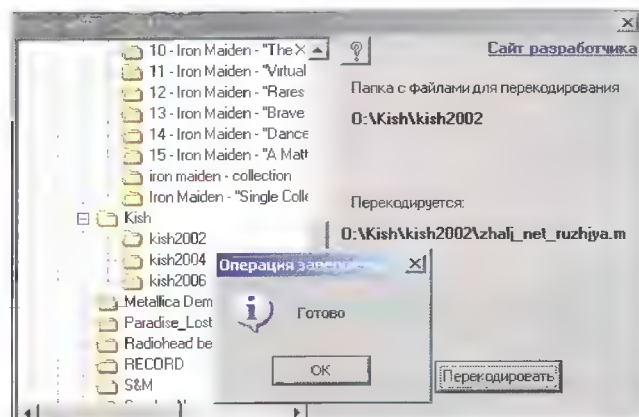 10 - Iron Maiden - "The X
11 - Iron Maiden - "Virtual
12 - Iron Maiden - "Rares
13 - Iron Maiden - "Brave
14 - Iron Maiden - "Dance
15 - Iron Maiden - "A Matt
iron maiden - collection
Iron Maiden - "Single Colle
Kish
kish2002
kish2004
kish2006
Metallica Dem
Paradise_Lost
Radiohead be
RECORD
S&M
Сайт разработчика
Папка с файлами для перекодирования
O:\Kish\kish2002
Перекодируется:
O:\Kish\kish2002\zhalj_net_ruzhjya.m
Операция
Готово
OK
Перекодировать